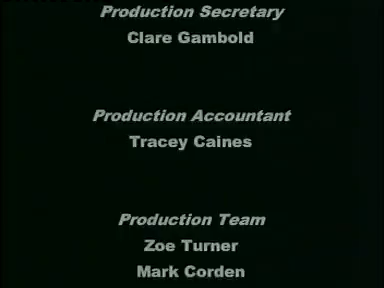 Production Secretary
Clare Gambold
Production Accountant
Tracey Caines
Production Team
Zoe Turner
Mark Corden